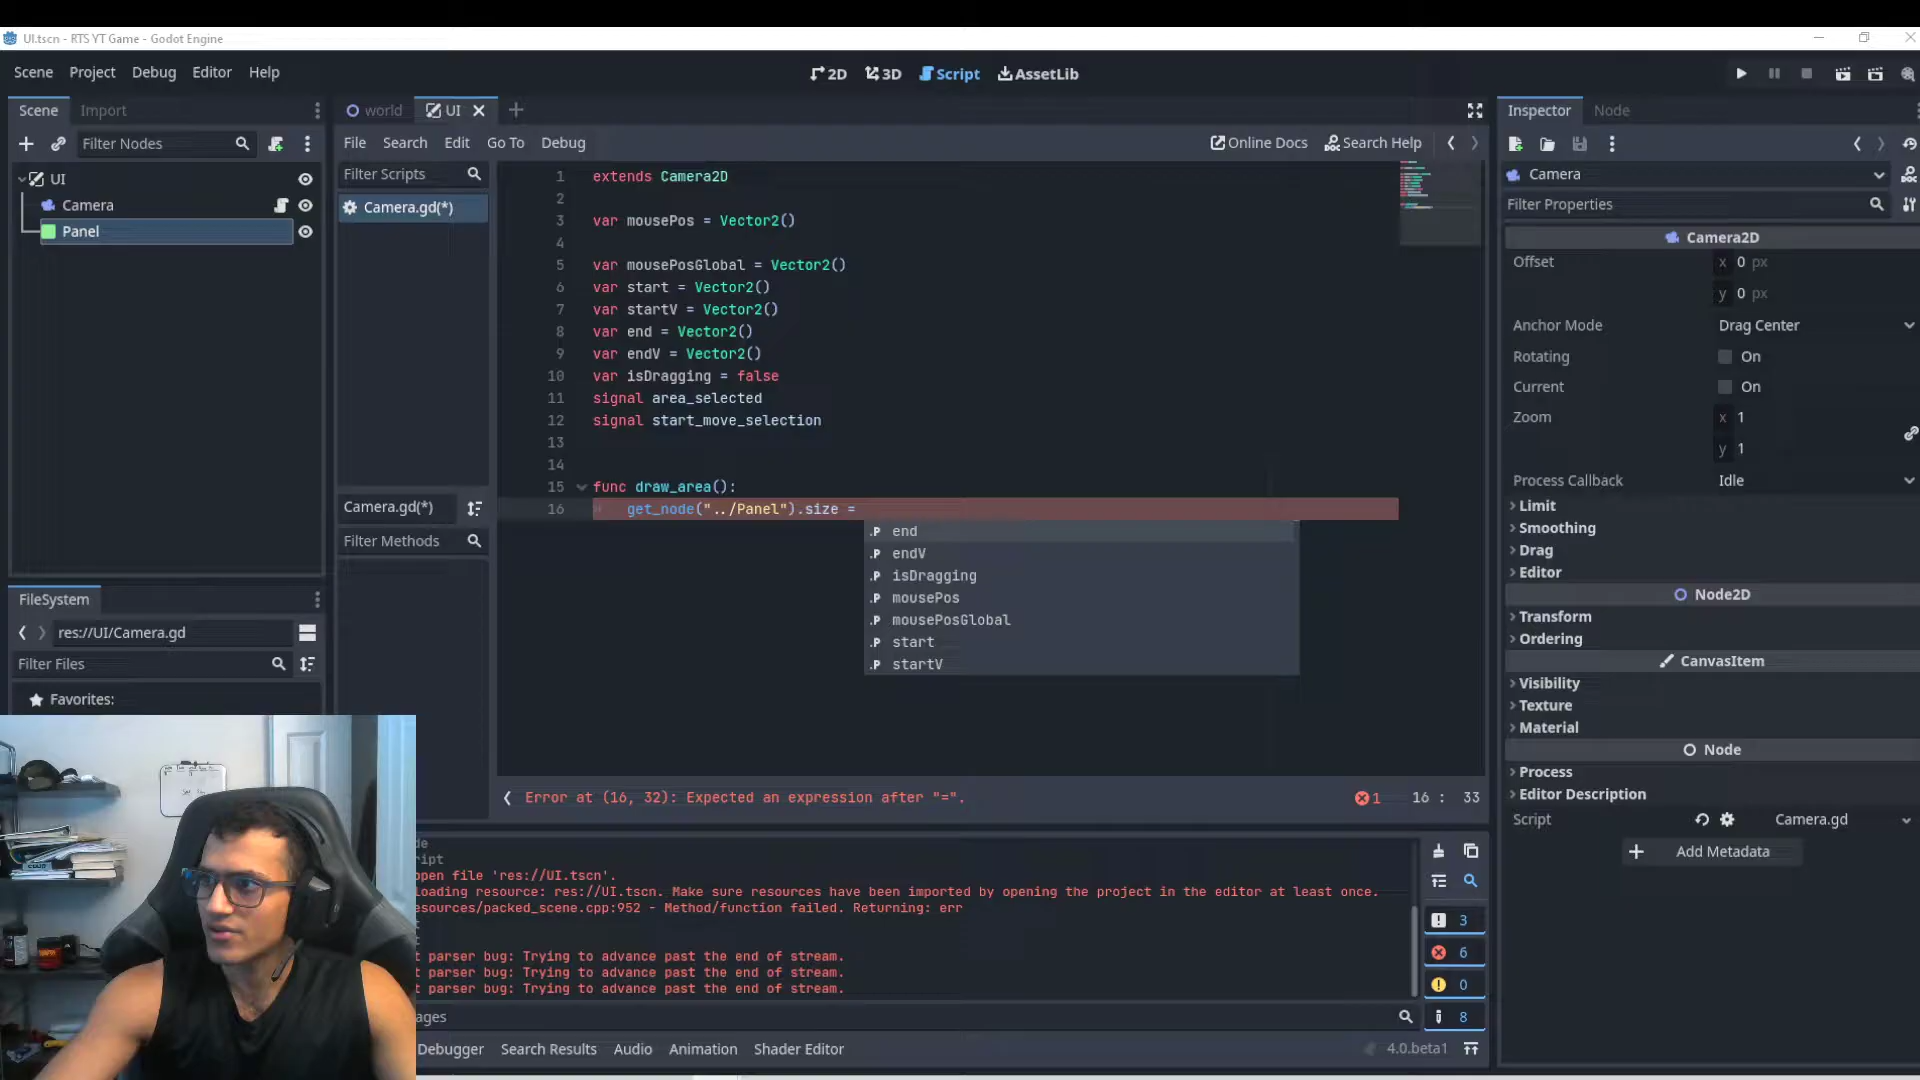 UI.tscn - RTS YT Game - Godot Engine
Scene Project Debug Editor Help
2D 3D Script AssetLib
Scene Import
world UI
Inspector Node
Filter Nodes
File Search Edit Go To Debug
Online Docs Search Help
UI
Camera
Panel
Filter Scripts
Camera.gd(*)
Camera.gd(*)
Filter Methods
1 extends Camera2D
2
3 var mousePos = Vector2()
4
5 var mousePosGlobal = Vector2()
6 var start = Vector2()
7 var startV = Vector2()
8 var end = Vector2()
9 var endV = Vector2()
10 var isDragging = false
11 signal area_selected
12 signal start_move_selection
13
14
15 func draw_area():
16 get_node("../Panel").size =
end
endV
isDragging
mousePos
mousePosGlobal
start
startV
Error at (16, 32): Expected an expression after "=".
1 16 : 33
Camera
Filter Properties
Camera2D
Offset x 0 px
y 0 px
Anchor Mode Drag Center
Rotating On
Current On
Zoom x 1
y 1
Process Callback Idle
Limit
Smoothing
Drag
Editor
Node2D
Transform
Ordering
CanvasItem
Visibility
Texture
Material
Node
Process
Editor Description
Script Camera.gd
Add Metadata
FileSystem
res://UI/Camera.gd
Filter Files
Favorites:
de
ript
open file 'res://UI.tscn'.
loading resource: res://UI.tscn. Make sure resources have been imported by opening the project in the editor at least once.
esources/packed_scene.cpp:952 - Method/function failed. Returning: err
t parser bug: Trying to advance past the end of stream.
t parser bug: Trying to advance past the end of stream.
t parser bug: Trying to advance past the end of stream.
3
6
0
8
ages
Debugger Search Results Audio Animation Shader Editor
4.0.beta1